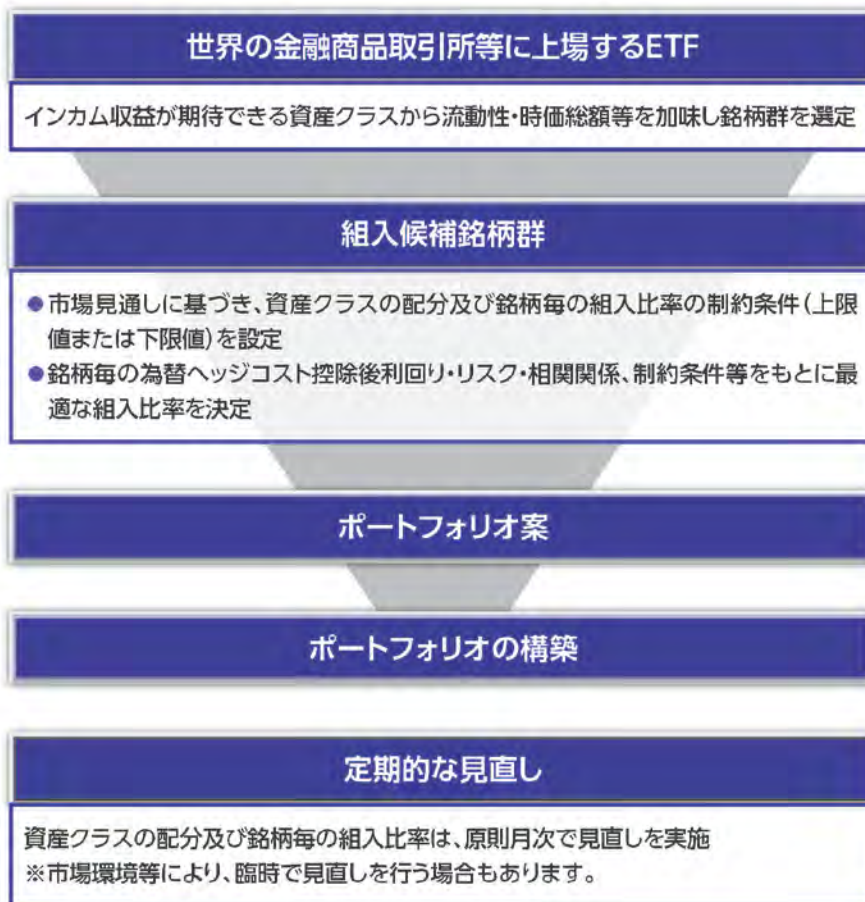 世界の金融商品取引所等に上場するETF
インカム収益が期待できる資産クラスから流動性・時価総額等を加味し銘柄群を選定
組入候補銘柄群
●市場見通しに基づき、資産クラスの配分及び銘柄毎の組入比率の制約条件(上限
値または下限値)を設定
●銘柄毎の為替ヘッジコスト控除後利回り・リスク・相関関係、制約条件等をもとに最
適な組入比率を決定
ポートフォリオ案
ポートフォリオの構築
定期的な見直し
資産クラスの配分及び銘柄毎の組入比率は、原則月次で見直しを実施
※市場環境等により、臨時で見直しを行う場合もあります。